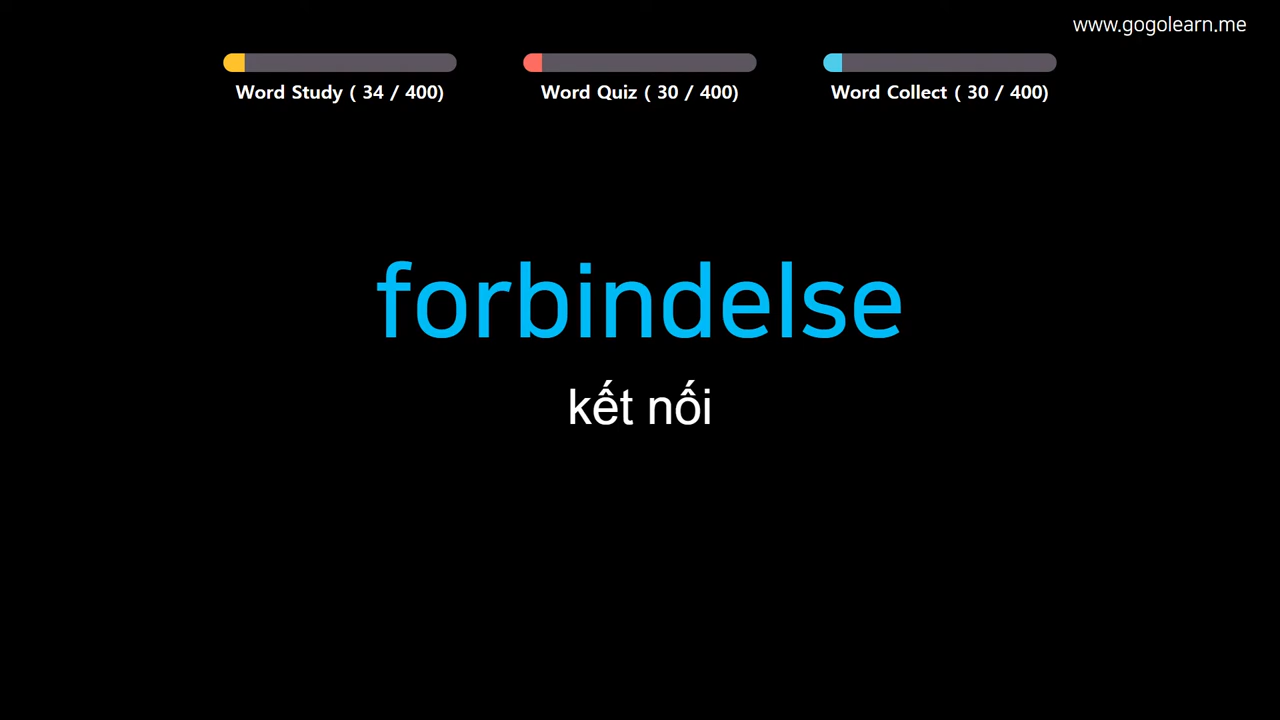 www.gogolearn.me
Word Study ( 34 / 400)
Word Quiz ( 30 / 400)
Word Collect ( 30 / 400)
forbindelse
kết nối